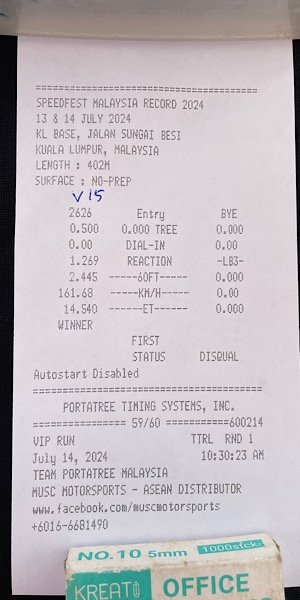 ========================================
SPEEDFEST MALAYSIA RECORD 2024
13 & 14 JULY 2024
KL BASE, JALAN SUNGAI BESI
KUALA LUMPUR, MALAYSIA
LENGTH : 402M
SURFACE : NO-PREP
V15
2626 Entry BYE
0.500 0.000 TREE 0.000
0.00 DIAL-IN 0.00
1.269 REACTION -LB3-
2.445 -----60FT----- 0.000
161.68 -----KM/H----- 0.00
14.540 ------ET------ 0.000
WINNER
FIRST
STATUS DISQUAL
Autostart Disabled
========================================
PORTATREE TIMING SYSTEMS, INC.
================ 59/60 ===========600214
VIP RUN TTRL RND 1
July 14, 2024 10:30:23 AM
TEAM PORTATREE MALAYSIA
MUSC MOTORSPORTS - ASEAN DISTRIBUTOR
www.facebook.com/muscmotorsports
+6016-6681490
NO.10 5mm 1000sfck-
KREATO OFFICE